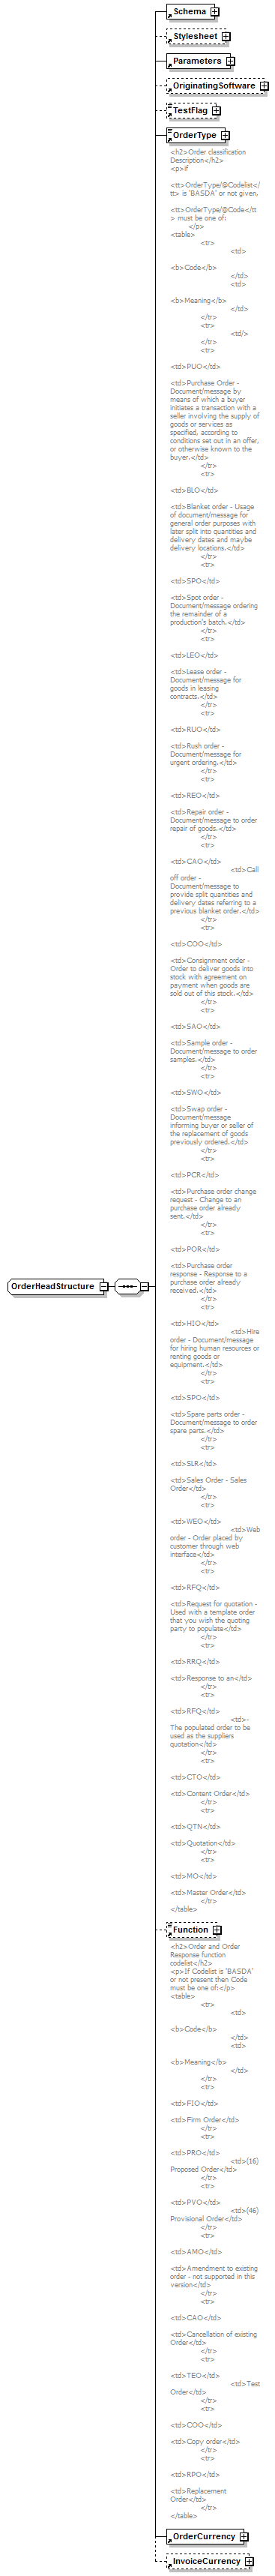 Schema
Stylesheet
Parameters
OriginatingSoftware
TestFlag
OrderType
<h2>Order classification
Description</h2>
<p>if
<tt>OrderType/@Codelist</
tt> is 'BASDA' or not given,
<tt>OrderType/@Code</tt
> must be one of:
</p>
<table>
<tr>
<td>
<b>Code</b>
</td>
<td>
<b>Meaning</b>
</td>
</tr>
<tr>
<td/>
</tr>
<tr>
<td>PUO</td>
<td>Purchase Order -
Document/message by
means of which a buyer
initiates a transaction with a
seller involving the supply of
goods or services as
specified, according to
conditions set out in an offer,
or otherwise known to the
buyer.</td>
</tr>
<tr>
<td>BLO</td>
<td>Blanket order - Usage
of document/message for
general order purposes with
later split into quantities and
delivery dates and maybe
delivery locations.</td>
</tr>
<tr>
<td>SPO</td>
<td>Spot order -
Document/message ordering
the remainder of a
production's batch.</td>
</tr>
<tr>
<td>LEO</td>
<td>Lease order -
Document/message for
goods in leasing
contracts.</td>
</tr>
<tr>
<td>RUO</td>
<td>Rush order -
Document/message for
urgent ordering.</td>
</tr>
<tr>
<td>REO</td>
<td>Repair order -
Document/message to order
repair of goods.</td>
</tr>
<tr>
<td>CAO</td>
<td>Call
off order -
Document/message to
provide split quantities and
delivery dates referring to a
previous blanket order.</td>
</tr>
<tr>
<td>COO</td>
<td>Consignment order -
Order to deliver goods into
stock with agreement on
payment when goods are
sold out of this stock.</td>
</tr>
<tr>
<td>SAO</td>
<td>Sample order -
Document/message to order
samples.</td>
</tr>
<tr>
<td>SWO</td>
<td>Swap order -
Document/message
informing buyer or seller of
the replacement of goods
previously ordered.</td>
</tr>
<tr>
<td>PCR</td>
<td>Purchase order change
request - Change to an
purchase order already
sent.</td>
</tr>
<tr>
<td>POR</td>
<td>Purchase order
response - Response to a
purchase order already
received.</td>
</tr>
<tr>
OrderHeadStructure
<td>HIO</td>
<td>Hire
order - Document/message
for hiring human resources or
renting goods or
equipment.</td>
</tr>
<tr>
<td>SPO</td>
<td>Spare parts order -
Document/message to order
spare parts.</td>
</tr>
<tr>
<td>SLR</td>
<td>Sales Order - Sales
Order</td>
</tr>
<tr>
<td>WEO</td>
<td>Web
order - Order placed by
customer through web
interface</td>
</tr>
<tr>
<td>RFQ</td>
<td>Request for quotation -
Used with a template order
that you wish the quoting
party to populate</td>
</tr>
<tr>
<td>RRQ</td>
<td>Response to an</td>
</tr>
<tr>
<td>RFQ</td>
<td>-
The populated order to be
used as the suppliers
quotation</td>
</tr>
<tr>
<td>CTO</td>
<td>Content Order</td>
</tr>
<tr>
<td>QTN</td>
<td>Quotation</td>
</tr>
<tr>
<td>MO</td>
<td>Master Order</td>
</tr>
</table>
Function
<h2>Order and Order
Response function
codelist</h2>
<p>If Codelist is 'BASDA'
or not present then Code
must be one of:</p>
<table>
<tr>
<td>
<b>Code</b>
</td>
<td>
<b>Meaning</b>
</td>
</tr>
<tr>
<td>FIO</td>
<td>Firm Order</td>
</tr>
<tr>
<td>PRO</td>
<td>(16)
Proposed Order</td>
</tr>
<tr>
<td>PVO</td>
<td>(46)
Provisional Order</td>
</tr>
<tr>
<td>AMO</td>
<td>Amendment to existing
order - not supported in this
version</td>
</tr>
<tr>
<td>CAO</td>
<td>Cancellation of existing
Order</td>
</tr>
<tr>
<td>TEO</td>
<td>Test
Order</td>
</tr>
<tr>
<td>COO</td>
<td>Copy order</td>
</tr>
<tr>
<td>RPO</td>
<td>Replacement
Order</td>
</tr>
</table>
OrderCurrency
InvoiceCurrency